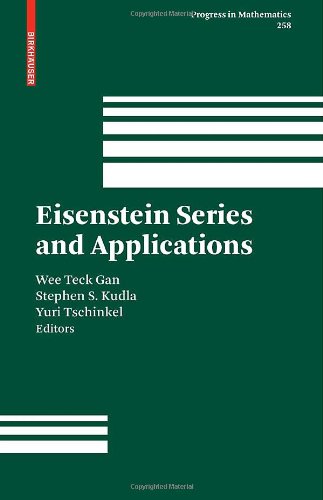 BIRKHÄUSER
Progress in Mathematics
258
Eisenstein Series
and Applications
Wee Teck Gan
Stephen S. Kudla
Yuri Tschinkel
Editors